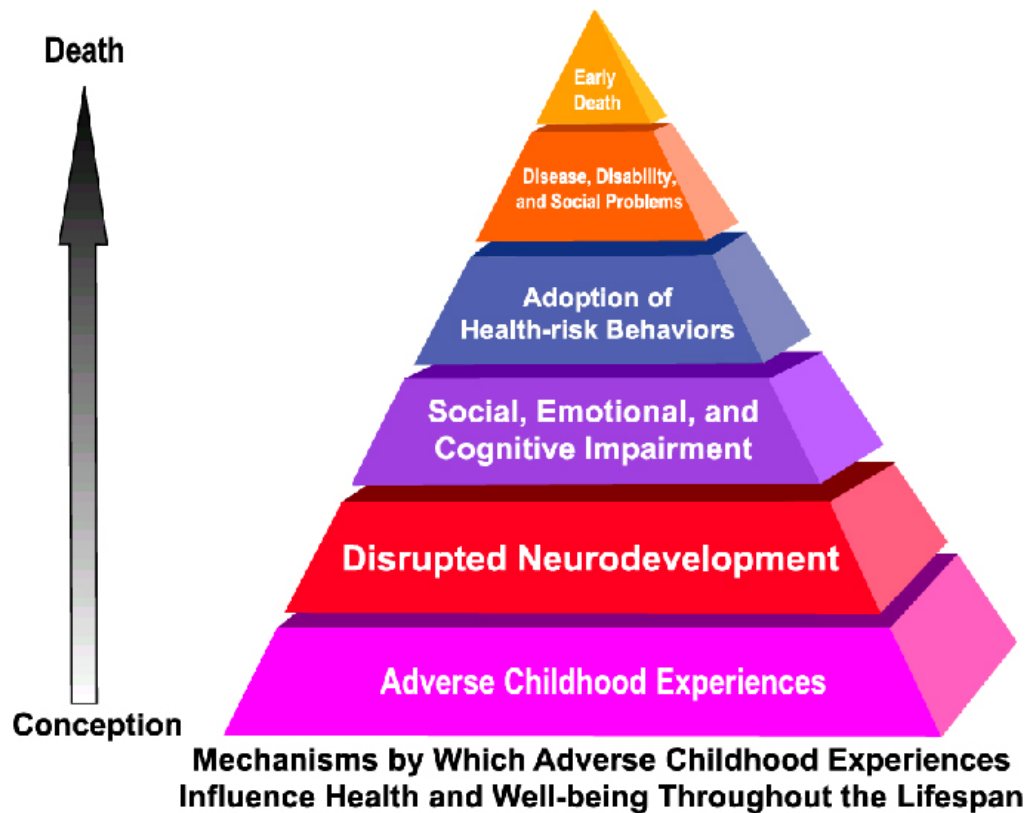 Death
Early
Death
Disease, Disability,
and Social Problems
Adoption of
Health-risk Behaviors
Social, Emotional, and
Cognitive Impairment
Disrupted Neurodevelopment
Adverse Childhood Experiences
Conception
Mechanisms by Which Adverse Childhood Experiences
Influence Health and Well-being Throughout the Lifespan